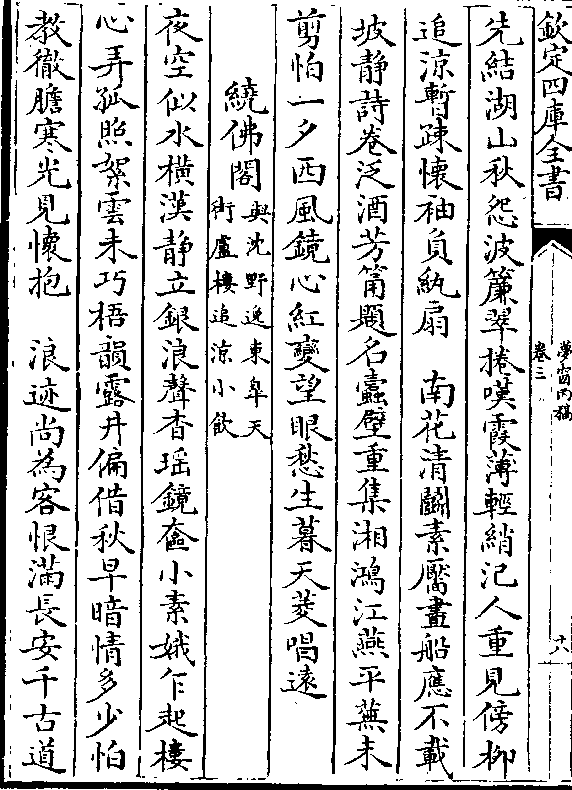 欽定四庫全書
夢窗丙稿
卷三
十八
先結湖山秋怨波簾翠捲嘆霞薄輕綃汜人重見傍柳
追涼暫疎懷袖負紈扇　南花清鬭素靨畫船應不載
坡靜詩卷泛酒芳筩題名蠧壁重集湘鴻江燕平蕪未
剪怕一夕西風鏡心紅變望眼愁生暮天菱唱遠
繞佛閣
與沈野逸東臯天
街盧樓追涼小飲
夜空似水橫漢靜立銀浪聲杳瑶鏡奩小素娥乍起樓
心弄孤照絮雲未巧梧韻露井偏借秋早暗情多少怕
教徹膽寒光見懷抱　浪迹尚為客恨滿長安千古道